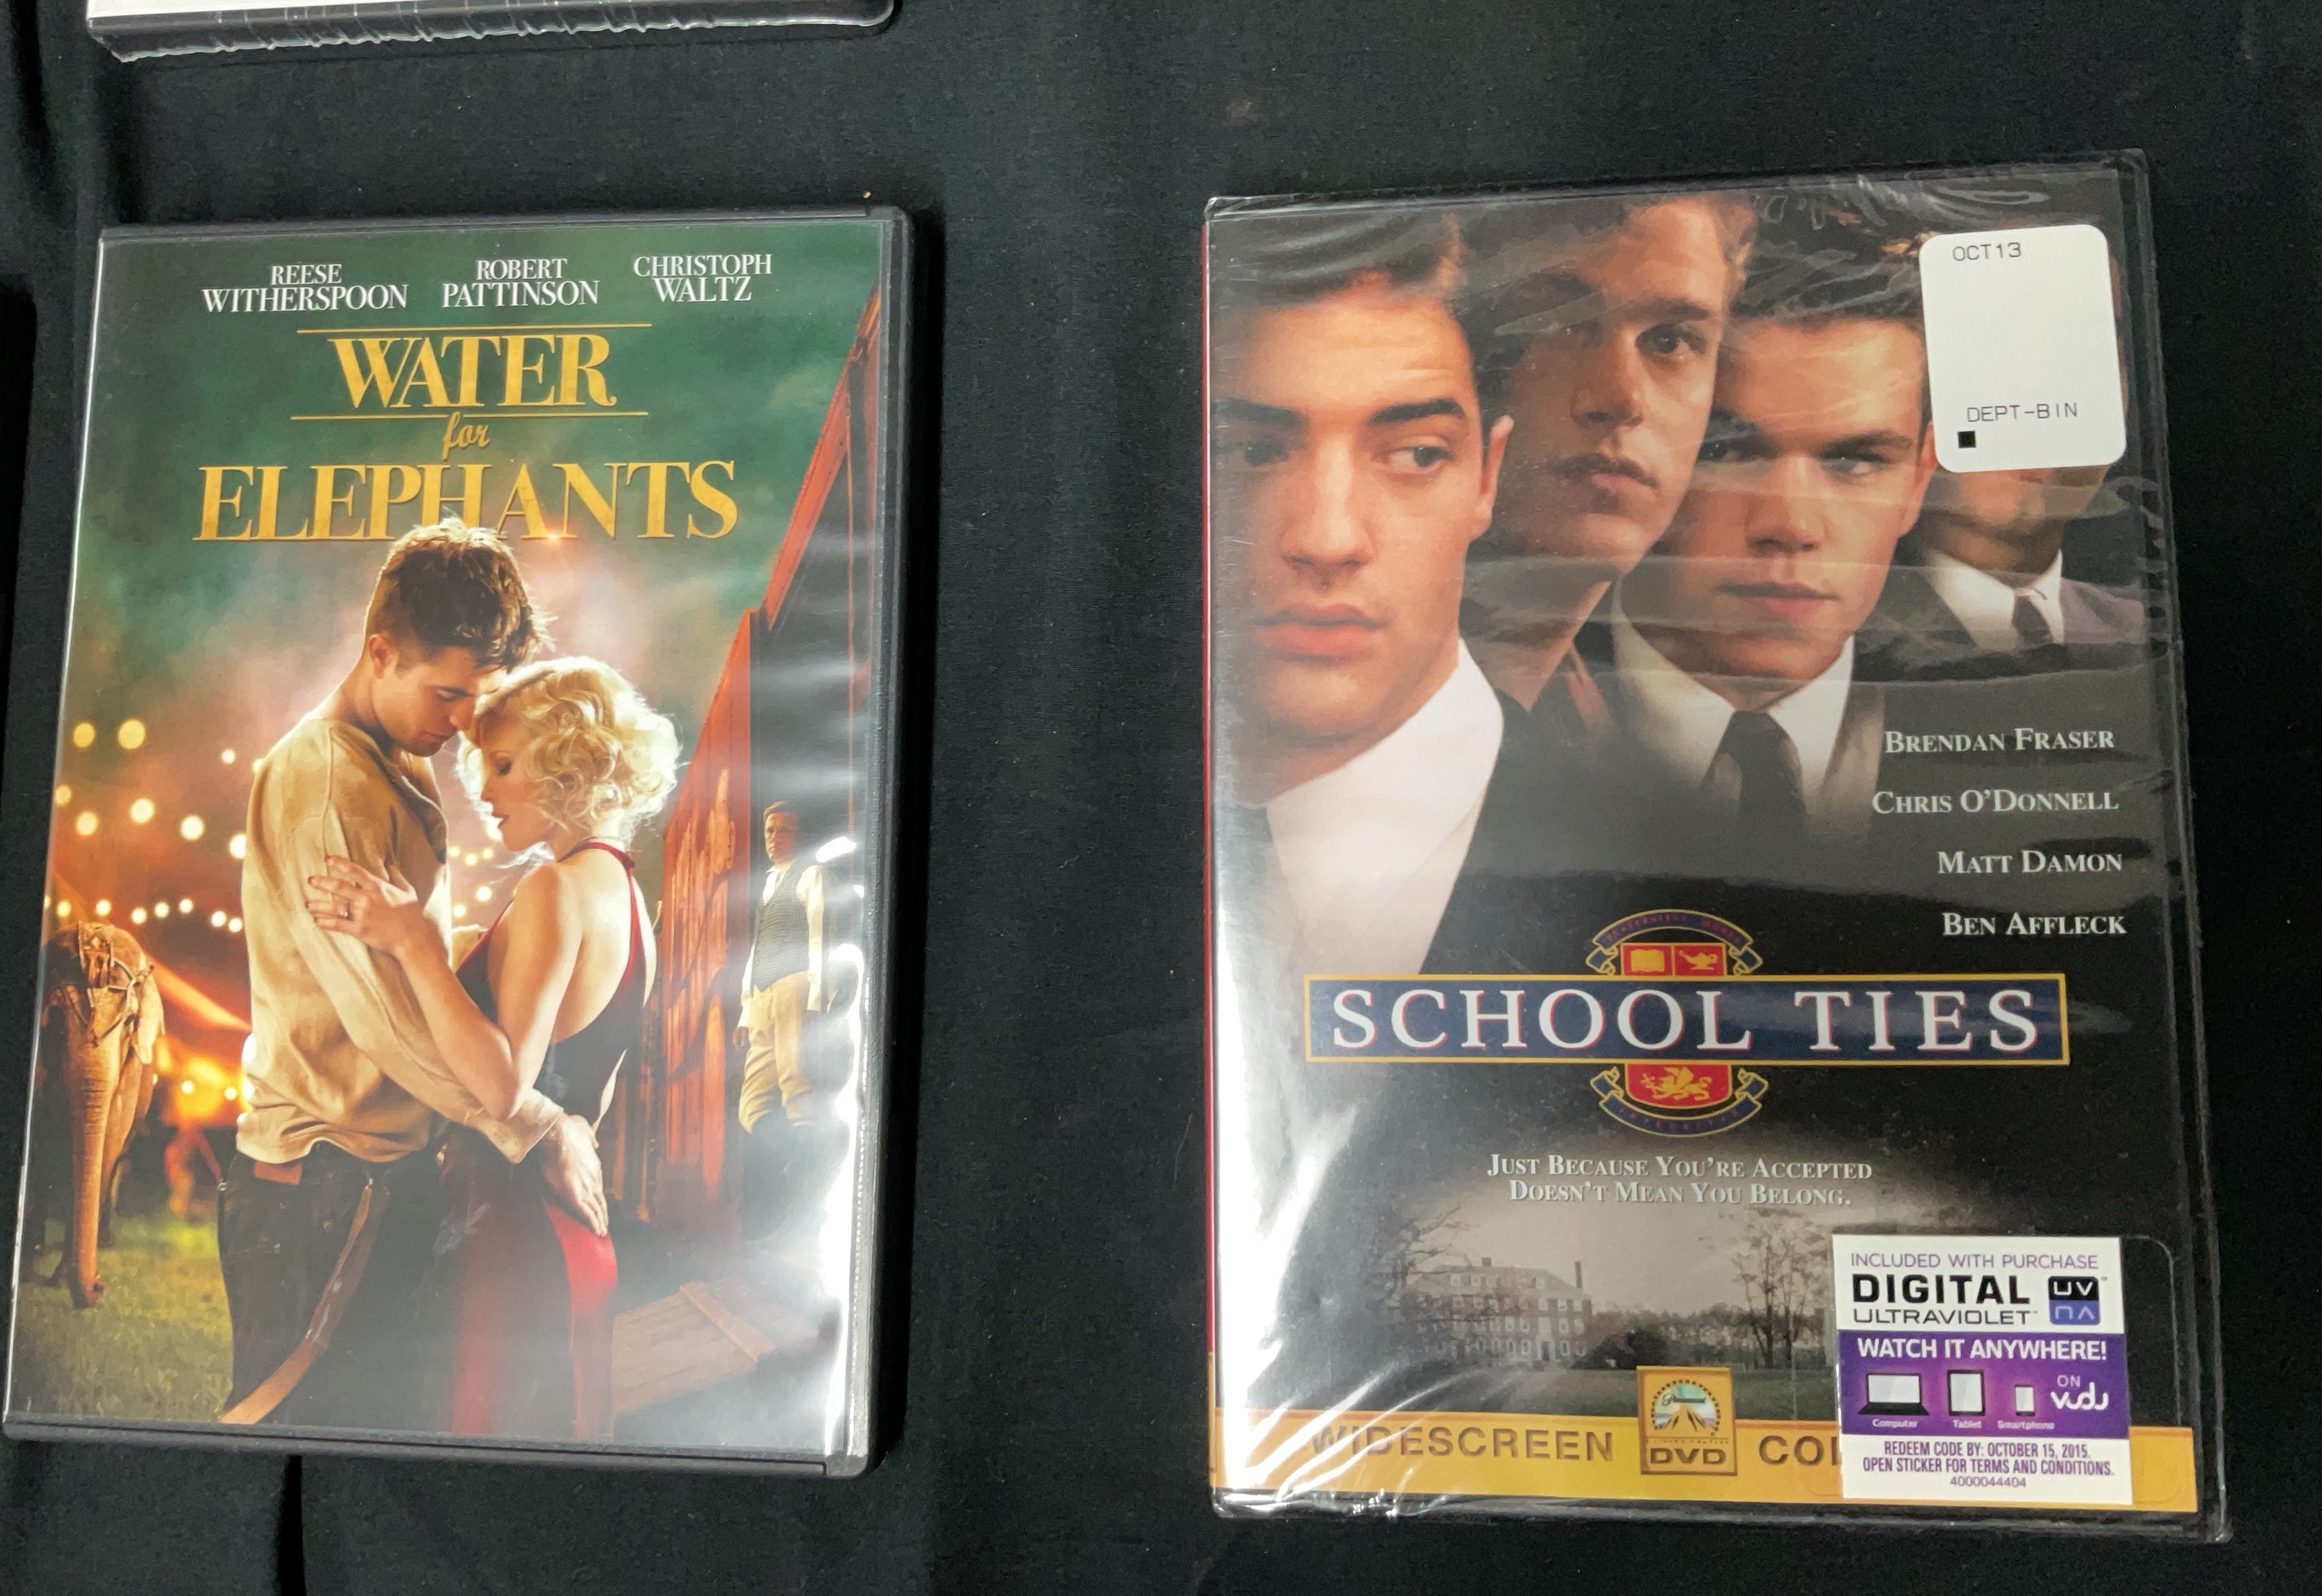 REESE WITHERSPOON
ROBERT PATTINSON
CHRISTOPH WALTZ
WATER
for
ELEPHANTS
OCT13
DEPT-BIN
BRENDAN FRASER
CHRIS O'DONNELL
MATT DAMON
BEN AFFLECK
SCHOOL TIES
JUST BECAUSE YOU'RE ACCEPTED
DOESN'T MEAN YOU BELONG.
INCLUDED WITH PURCHASE
DIGITAL
ULTRAVIOLET™
UV
WATCH IT ANYWHERE!
Computer
Tablet
Smartphone
ON
vudu
REDEEM CODE BY: OCTOBER 15, 2015.
OPEN STICKER FOR TERMS AND CONDITIONS.
4000044404
WIDESCREEN
Paramount
DVD